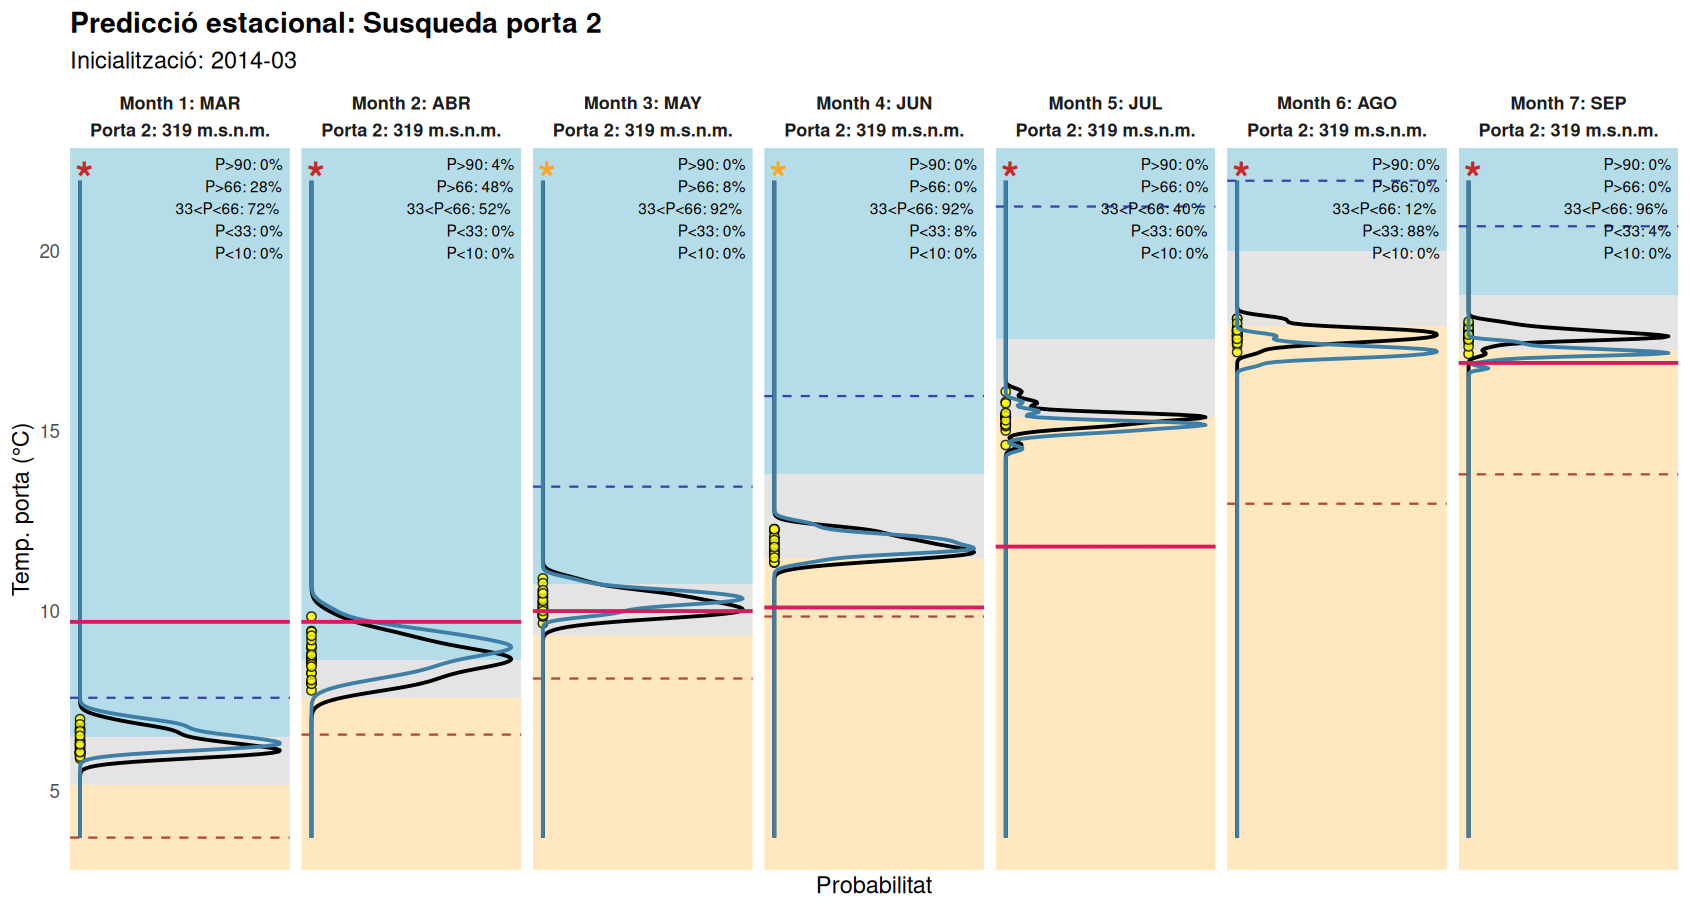 Predicció estacional: Susqueda porta 2
Inicialització: 2014-03
Month 1: MAR
Porta 2: 319 m.s.n.m.
Month 2: ABR
Porta 2: 319 m.s.n.m.
Month 3: MAY
Porta 2: 319 m.s.n.m.
Month 4: JUN
Porta 2: 319 m.s.n.m.
Month 5: JUL
Porta 2: 319 m.s.n.m.
Month 6: AGO
Porta 2: 319 m.s.n.m.
Month 7: SEP
Porta 2: 319 m.s.n.m.
*
P>90: 0%
P>66: 28%
33<P<66: 72%
P<33: 0%
P<10: 0%
*
P>90: 4%
P>66: 48%
33<P<66: 52%
P<33: 0%
P<10: 0%
*
P>90: 0%
P>66: 8%
33<P<66: 92%
P<33: 0%
P<10: 0%
*
P>90: 0%
P>66: 0%
33<P<66: 92%
P<33: 8%
P<10: 0%
*
P>90: 0%
P>66: 0%
33<P<66: 40%
P<33: 60%
P<10: 0%
*
P>90: 0%
P>66: 0%
33<P<66: 12%
P<33: 88%
P<10: 0%
*
P>90: 0%
P>66: 0%
33<P<66: 96%
P<33: 4%
P<10: 0%
20
15
10
5
Temp. porta (°C)
Probabilitat